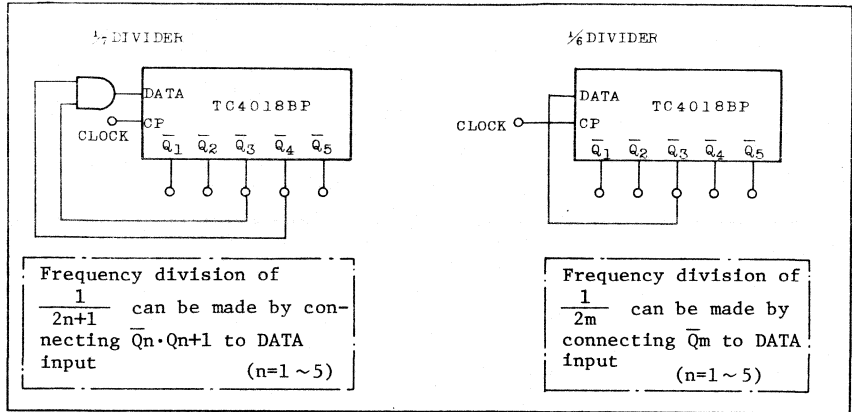 1/7 DIVIDER
DATA
TC4018BP
CLOCK
CP
Q̅1 Q̅2 Q̅3 Q̅4 Q̅5
Frequency division of
1/2n+1 can be made by con-
necting Q̅n·Qn+1 to DATA
input
(n=1~5)
1/6 DIVIDER
DATA
TC4018BP
CLOCK
CP
Q̅1 Q̅2 Q̅3 Q̅4 Q̅5
Frequency division of
1/2m can be made by
connecting Q̅m to DATA
input
(n=1~5)